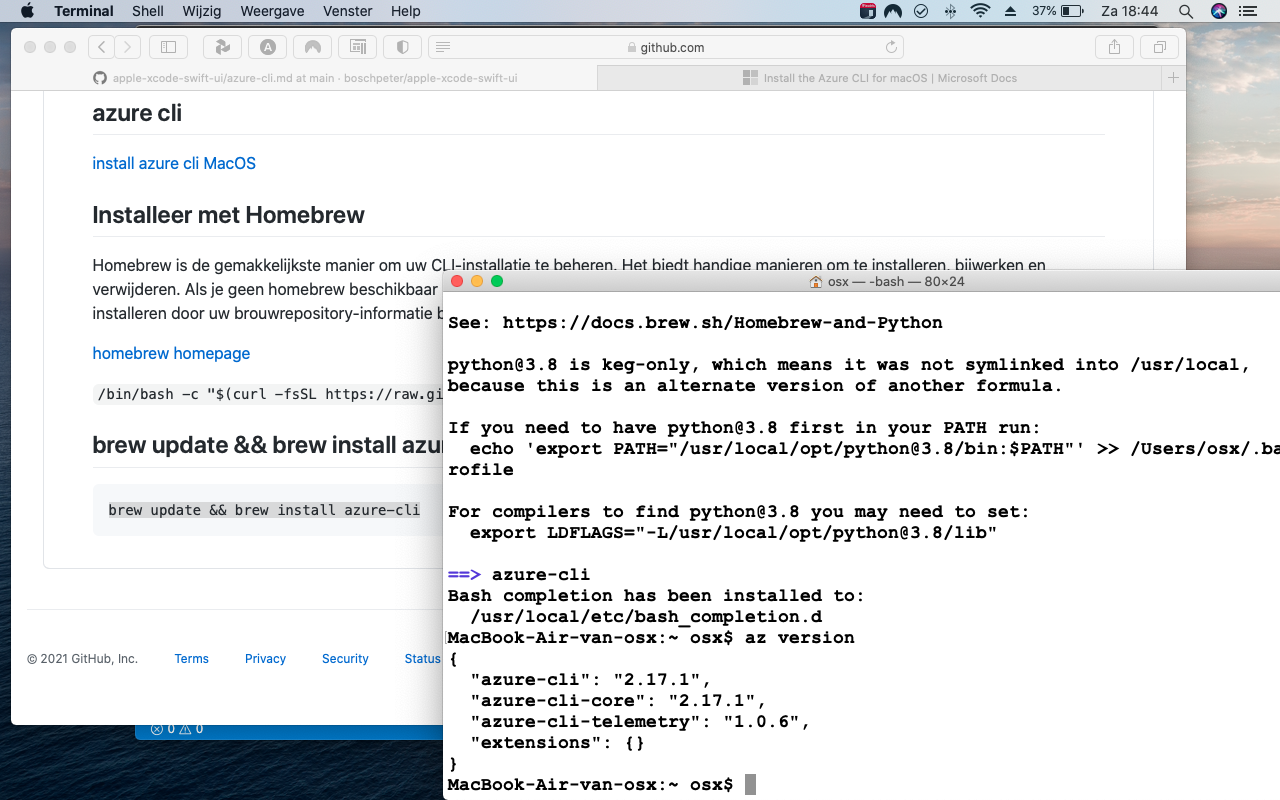 Terminal Shell Wijzig Weergave Venster Help 37% Za 18:44
github.com
apple-xcode-swift-ui/azure-cli.md at main · boschpeter/apple-xcode-swift-ui
Install the Azure CLI for macOS | Microsoft Docs
azure cli
install azure cli MacOS
Installeer met Homebrew
Homebrew is de gemakkelijkste manier om uw CLI-installatie te beheren. Het biedt handige manieren om te installeren, bijwerken en
verwijderen. Als je geen homebrew beschikbaar
installeren door uw brouwrepository-informatie b
homebrew homepage
/bin/bash -c "$(curl -fsSL https://raw.gi
brew update && brew install azu
brew update && brew install azure-cli
© 2021 GitHub, Inc. Terms Privacy Security Status
0 0
osx — -bash — 80×24
See: https://docs.brew.sh/Homebrew-and-Python
python@3.8 is keg-only, which means it was not symlinked into /usr/local,
because this is an alternate version of another formula.
If you need to have python@3.8 first in your PATH run:
echo 'export PATH="/usr/local/opt/python@3.8/bin:$PATH"' >> /Users/osx/.ba
rofile
For compilers to find python@3.8 you may need to set:
export LDFLAGS="-L/usr/local/opt/python@3.8/lib"
==> azure-cli
Bash completion has been installed to:
/usr/local/etc/bash_completion.d
MacBook-Air-van-osx:~ osx$ az version
{
"azure-cli": "2.17.1",
"azure-cli-core": "2.17.1",
"azure-cli-telemetry": "1.0.6",
"extensions": {}
}
MacBook-Air-van-osx:~ osx$